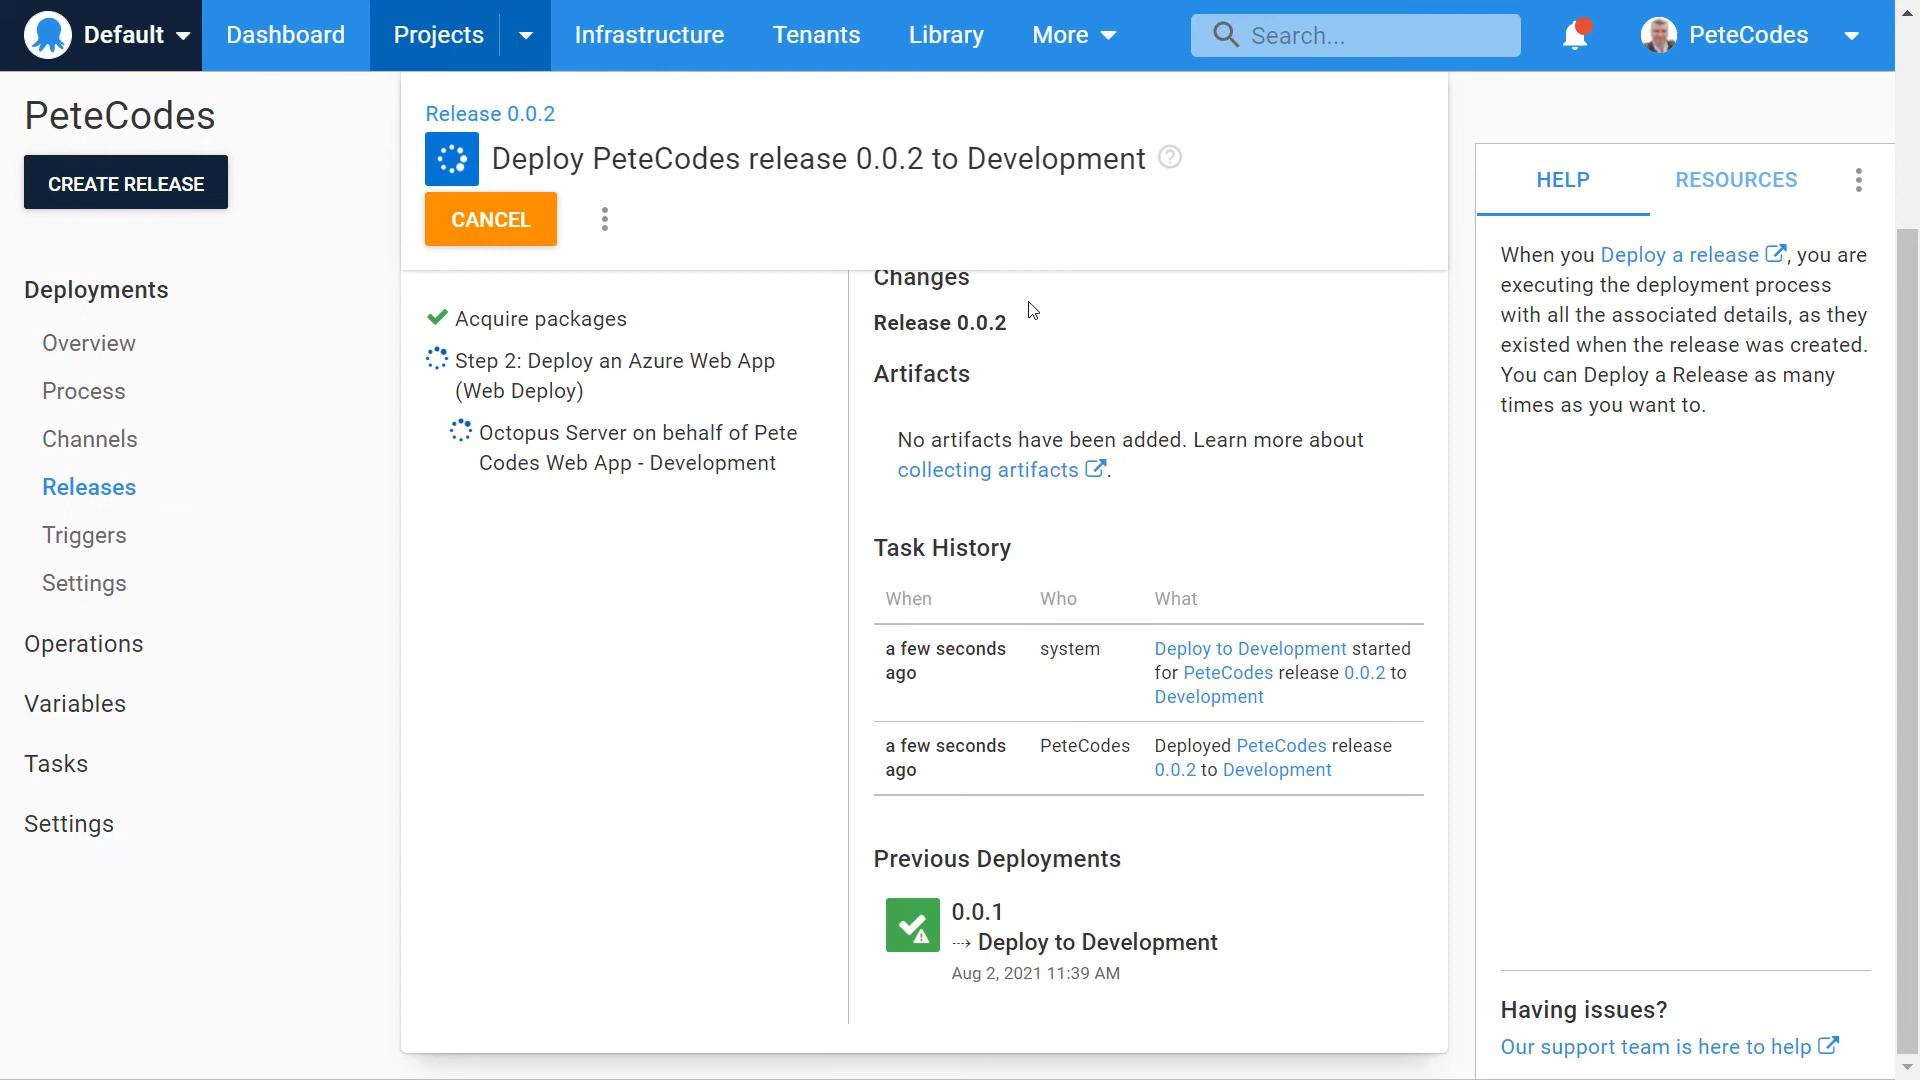 Default
Dashboard
Projects
Infrastructure
Tenants
Library
More
Search...
PeteCodes
PeteCodes
CREATE RELEASE
Deployments
Overview
Process
Channels
Releases
Triggers
Settings
Operations
Variables
Tasks
Settings
Release 0.0.2
Deploy PeteCodes release 0.0.2 to Development
CANCEL
Acquire packages
Step 2: Deploy an Azure Web App
(Web Deploy)
Octopus Server on behalf of Pete
Codes Web App - Development
Changes
Release 0.0.2
Artifacts
No artifacts have been added. Learn more about
collecting artifacts.
Task History
When Who What
a few seconds ago system Deploy to Development started
for PeteCodes release 0.0.2 to
Development
a few seconds ago PeteCodes Deployed PeteCodes release
0.0.2 to Development
Previous Deployments
0.0.1
Deploy to Development
Aug 2, 2021 11:39 AM
HELP
RESOURCES
When you Deploy a release, you are
executing the deployment process
with all the associated details, as they
existed when the release was created.
You can Deploy a Release as many
times as you want to.
Having issues?
Our support team is here to help